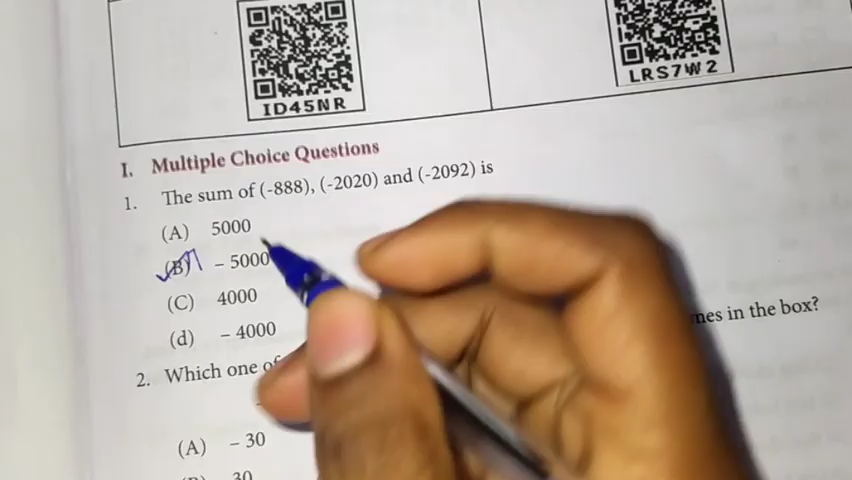 ID45NR
LRS7W2
I. Multiple Choice Questions
1. The sum of (-888), (-2020) and (-2092) is
(A) 5000
(B) – 5000
(C) 4000
(d) – 4000
2. Which one of in the box?
(A) – 30
30